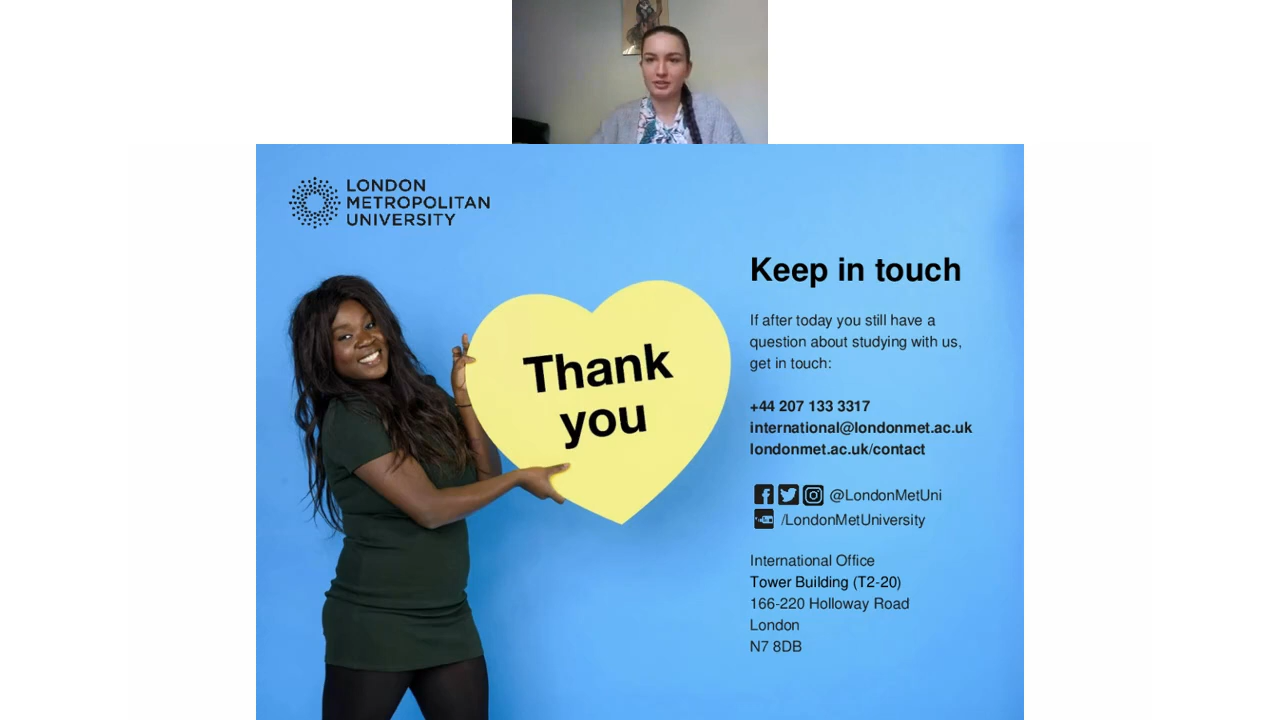 LONDON
METROPOLITAN
UNIVERSITY
Thank
you
Keep in touch
If after today you still have a
question about studying with us,
get in touch:
+44 207 133 3317
international@londonmet.ac.uk
londonmet.ac.uk/contact
@LondonMetUni
/LondonMetUniversity
International Office
Tower Building (T2-20)
166-220 Holloway Road
London
N7 8DB